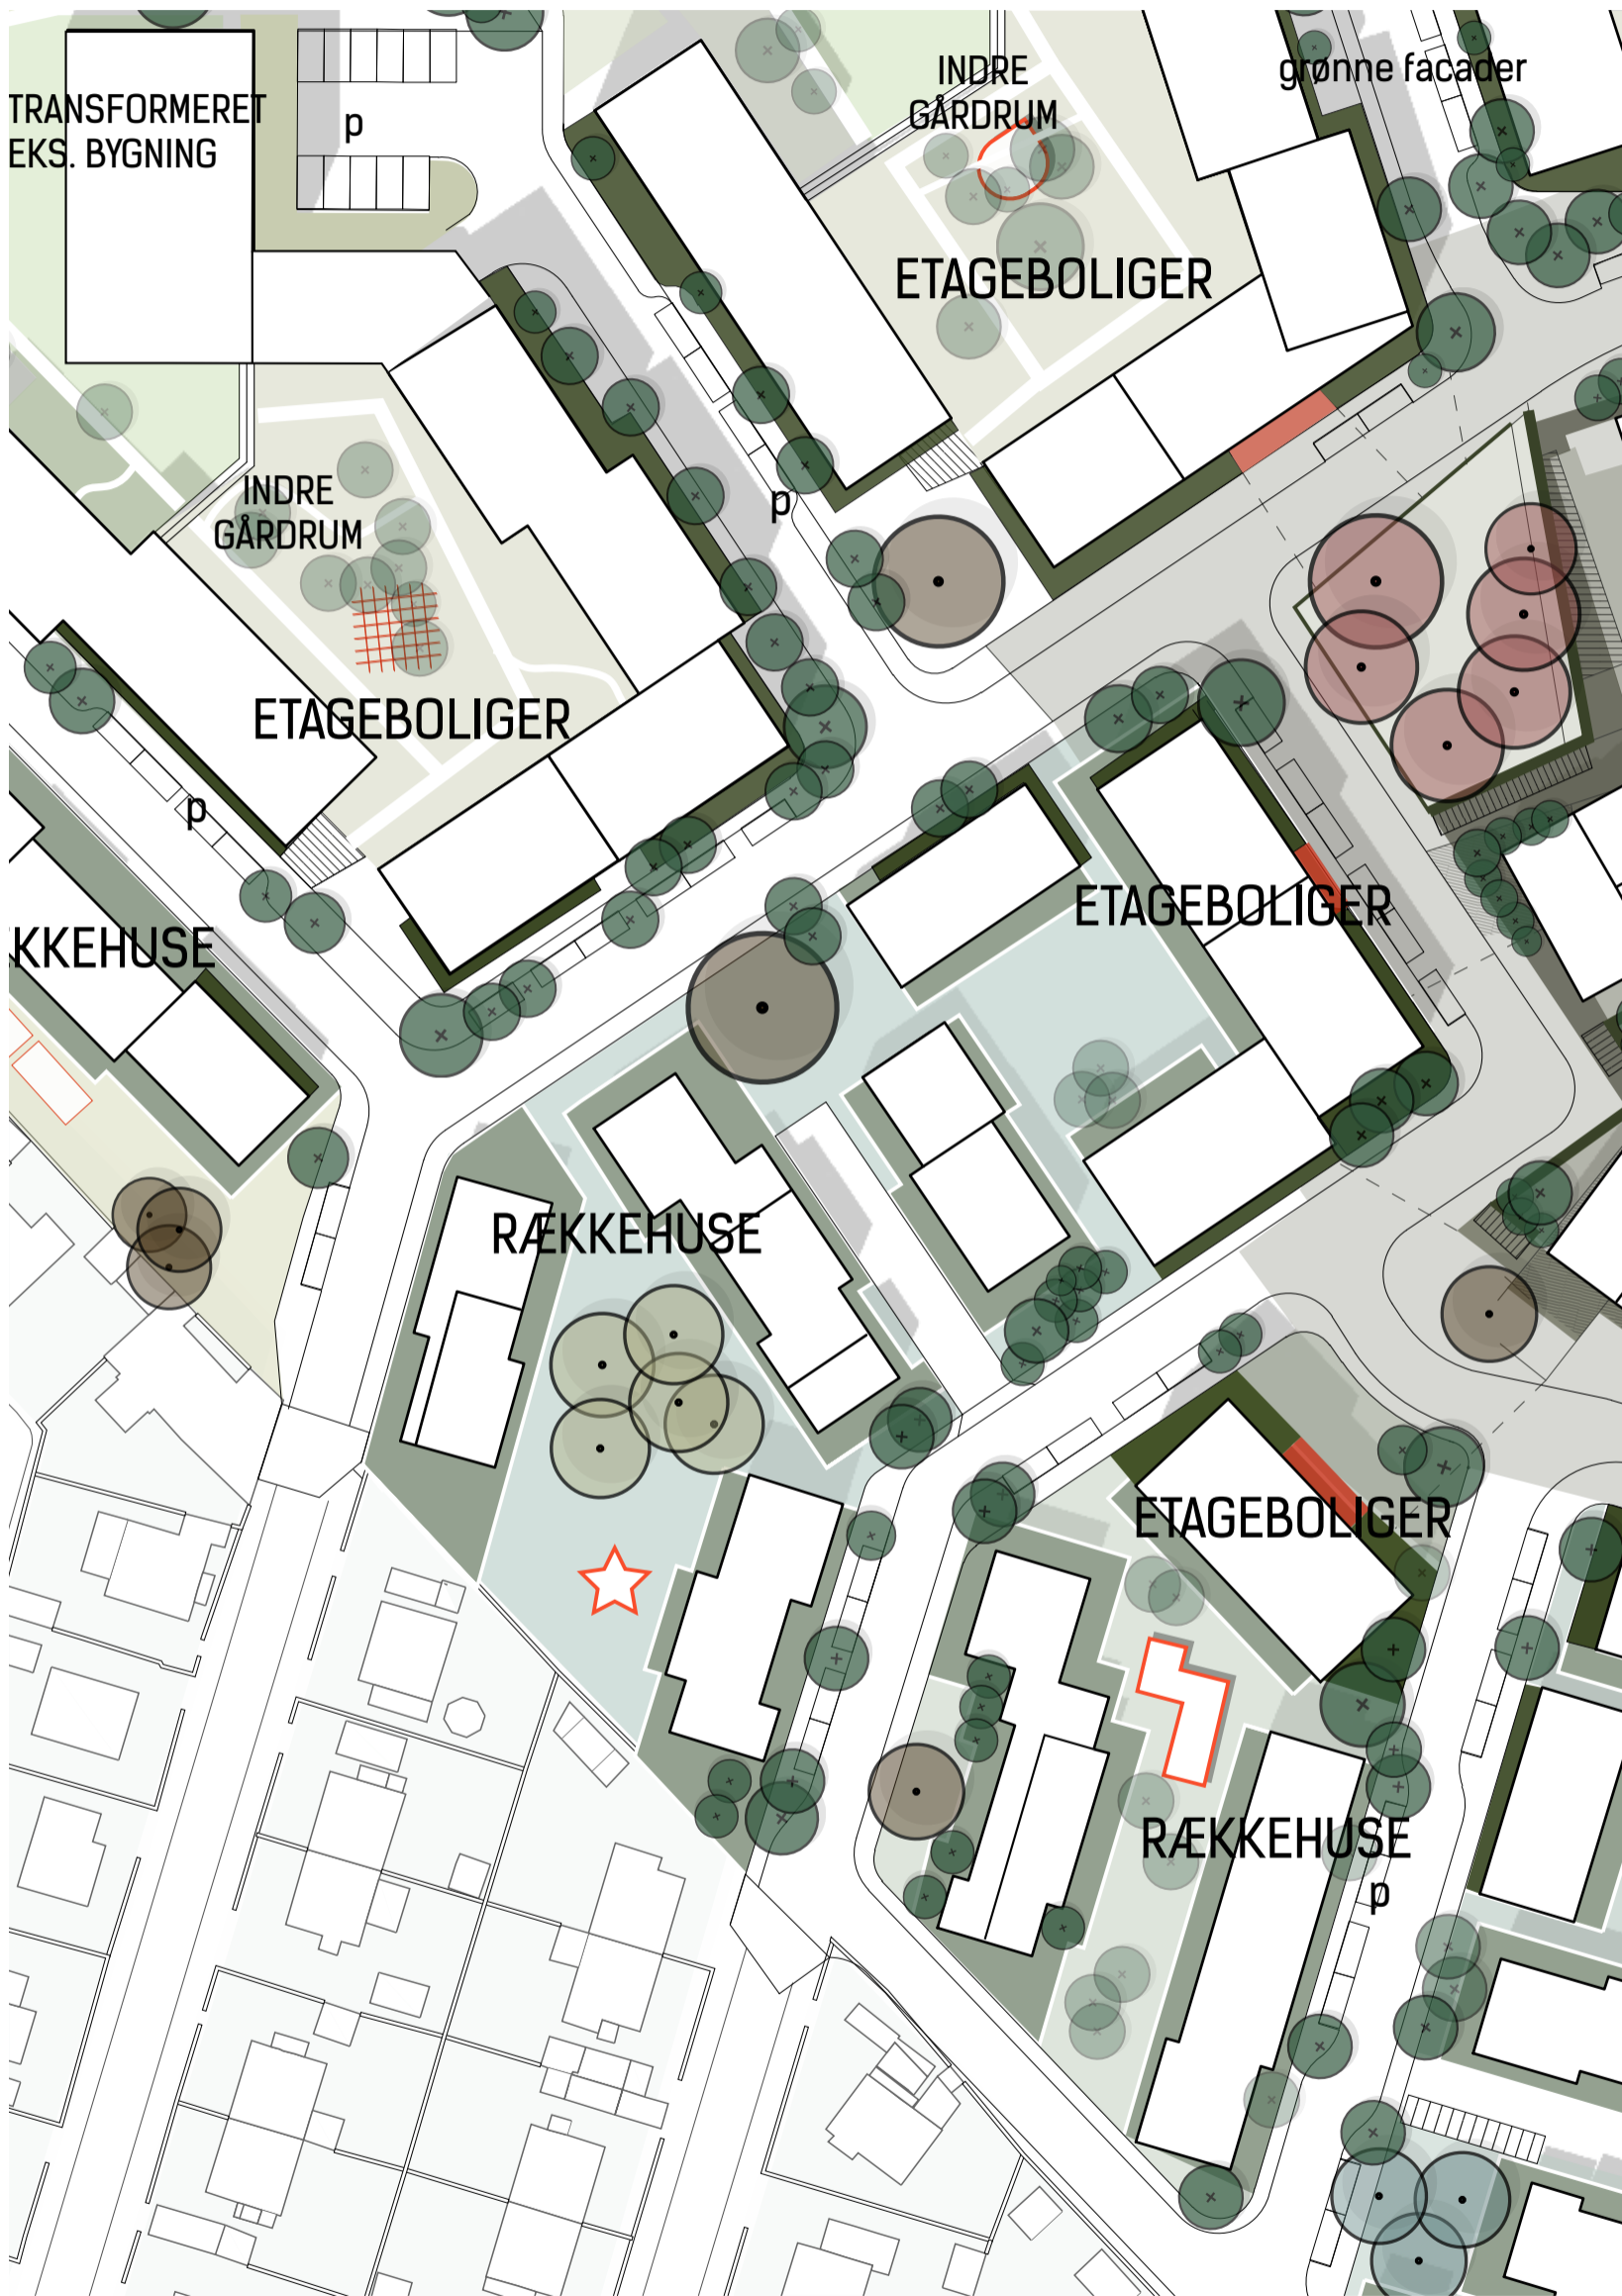 grønne facader
INDRE
GÅRDRUM
TRANSFORMERET
EKS. BYGNING
p
ETAGEBOLIGER
INDRE
GÅRDRUM
p
ETAGEBOLIGER
p
ETAGEBOLIGER
KKEHUSE
RÆKKEHUSE
ETAGEBOLIGER
RÆKKEHUSE
p